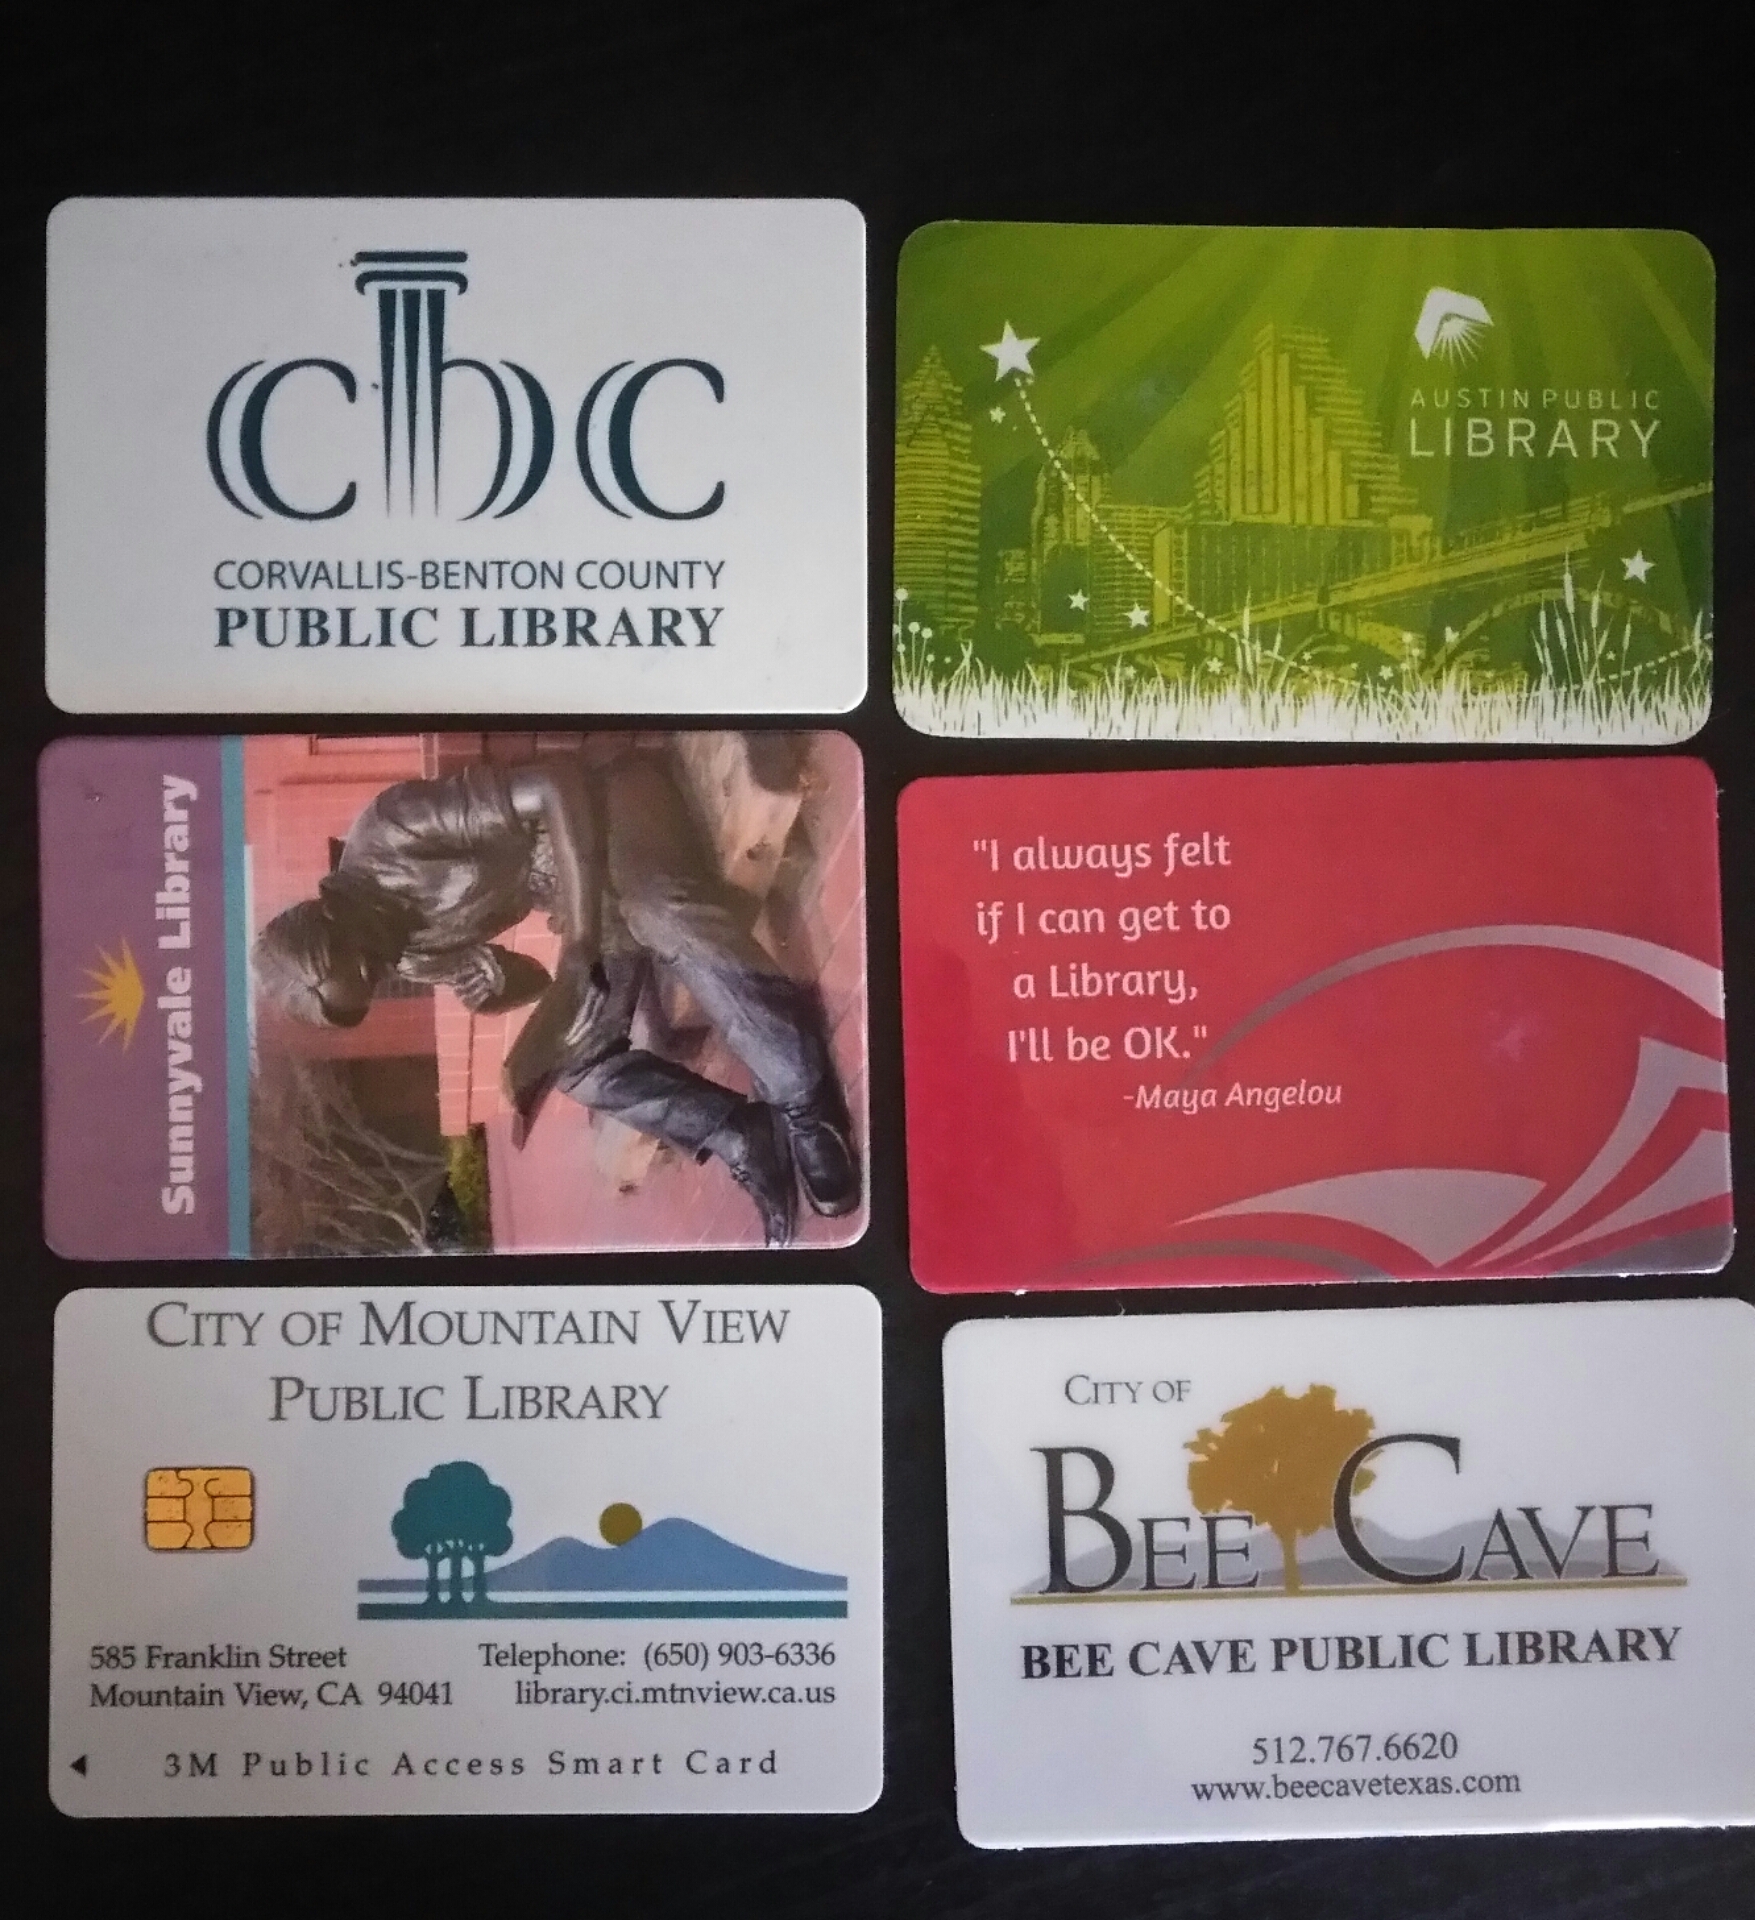 cbc
CORVALLIS-BENTON COUNTY
PUBLIC LIBRARY
AUSTIN PUBLIC
LIBRARY
Sunnyvale Library
"I always felt
if I can get to
a Library,
I'll be OK."
-Maya Angelou
CITY OF MOUNTAIN VIEW
PUBLIC LIBRARY
585 Franklin Street
Mountain View, CA 94041
Telephone: (650) 903-6336
library.ci.mtnview.ca.us
3M Public Access Smart Card
CITY OF
BEE CAVE
BEE CAVE PUBLIC LIBRARY
512.767.6620
www.beecavetexas.com